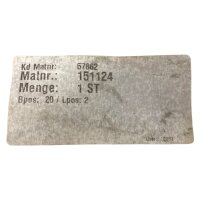 Kd Matnr: 57862
Matnr.: 151124
Menge: 1 ST
Bpos: 20 / Lpos: 2